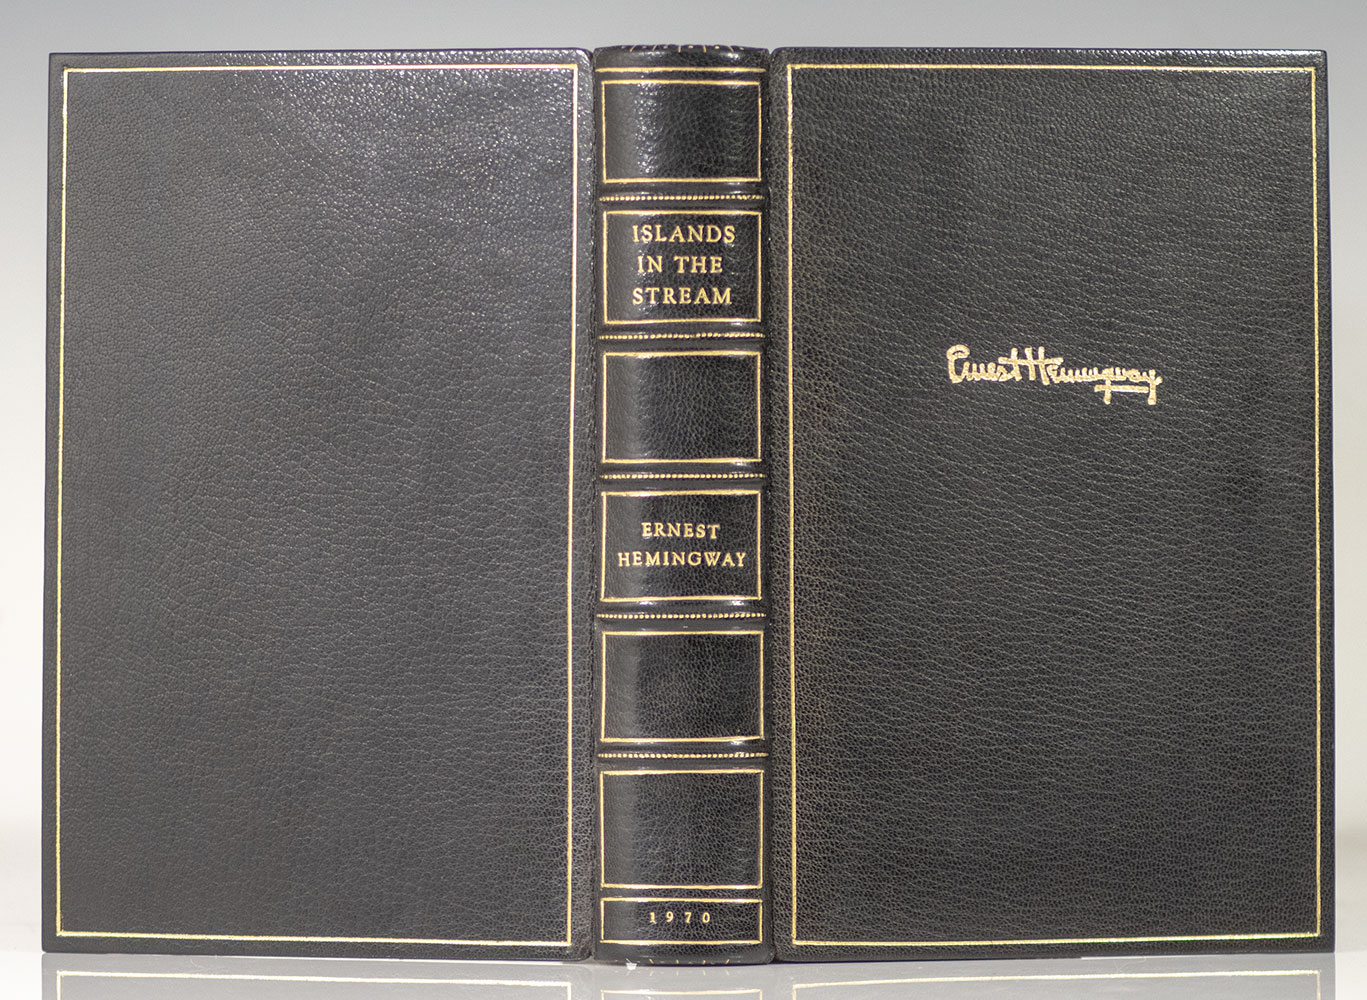 ISLANDS
IN THE
STREAM
ERNEST
HEMINGWAY
1970
Ernest Hemingway